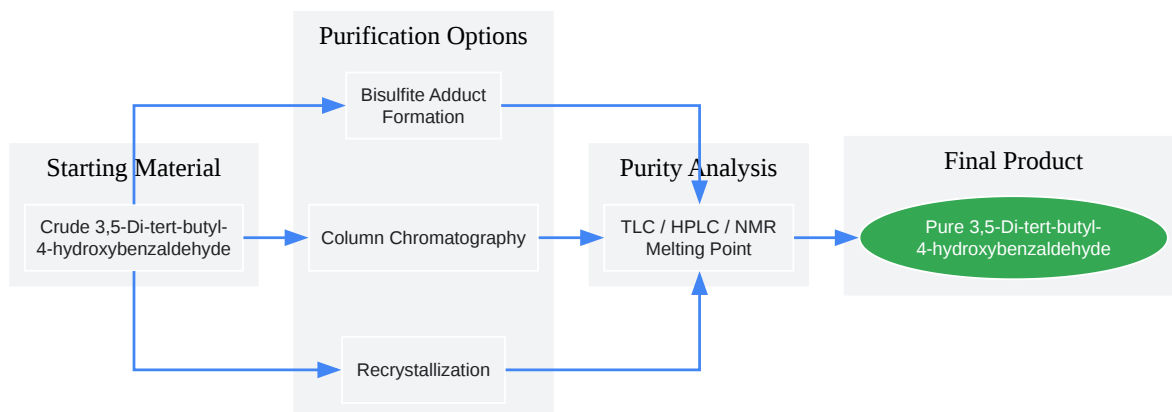 Purification Options
Bisulfite Adduct
Formation
Starting Material
Crude 3,5-Di-tert-butyl-
4-hydroxybenzaldehyde
Column Chromatography
Recrystallization
Purity Analysis
TLC / HPLC / NMR
Melting Point
Final Product
Pure 3,5-Di-tert-butyl-
4-hydroxybenzaldehyde